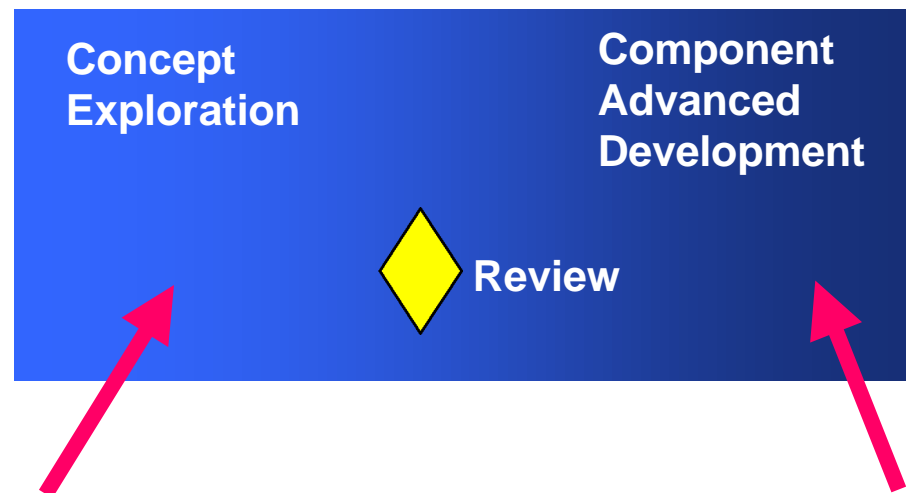 Concept
Exploration
Component
Advanced
Development
Review